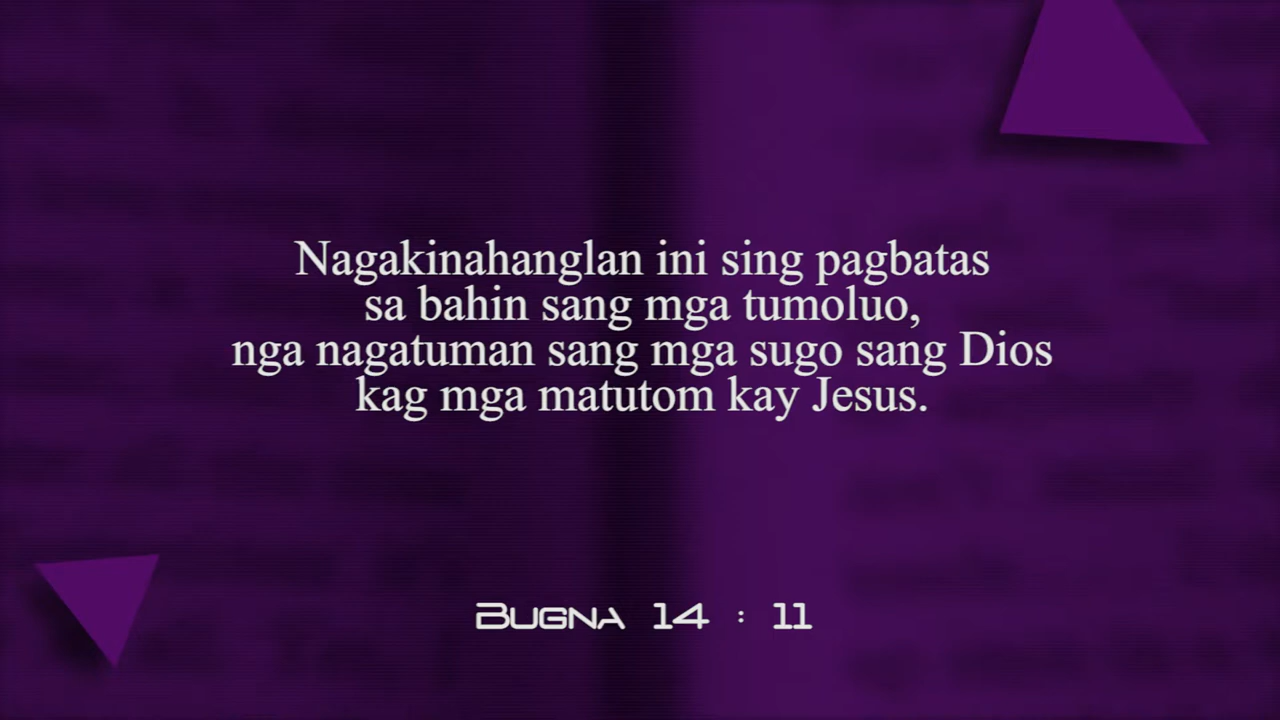 Nagakinahanglan ini sing pagbatas
sa bahin sang mga tumoluo,
nga nagatuman sang mga sugo sang Dios
kag mga matutom kay Jesus.
Bugna 14 : 11